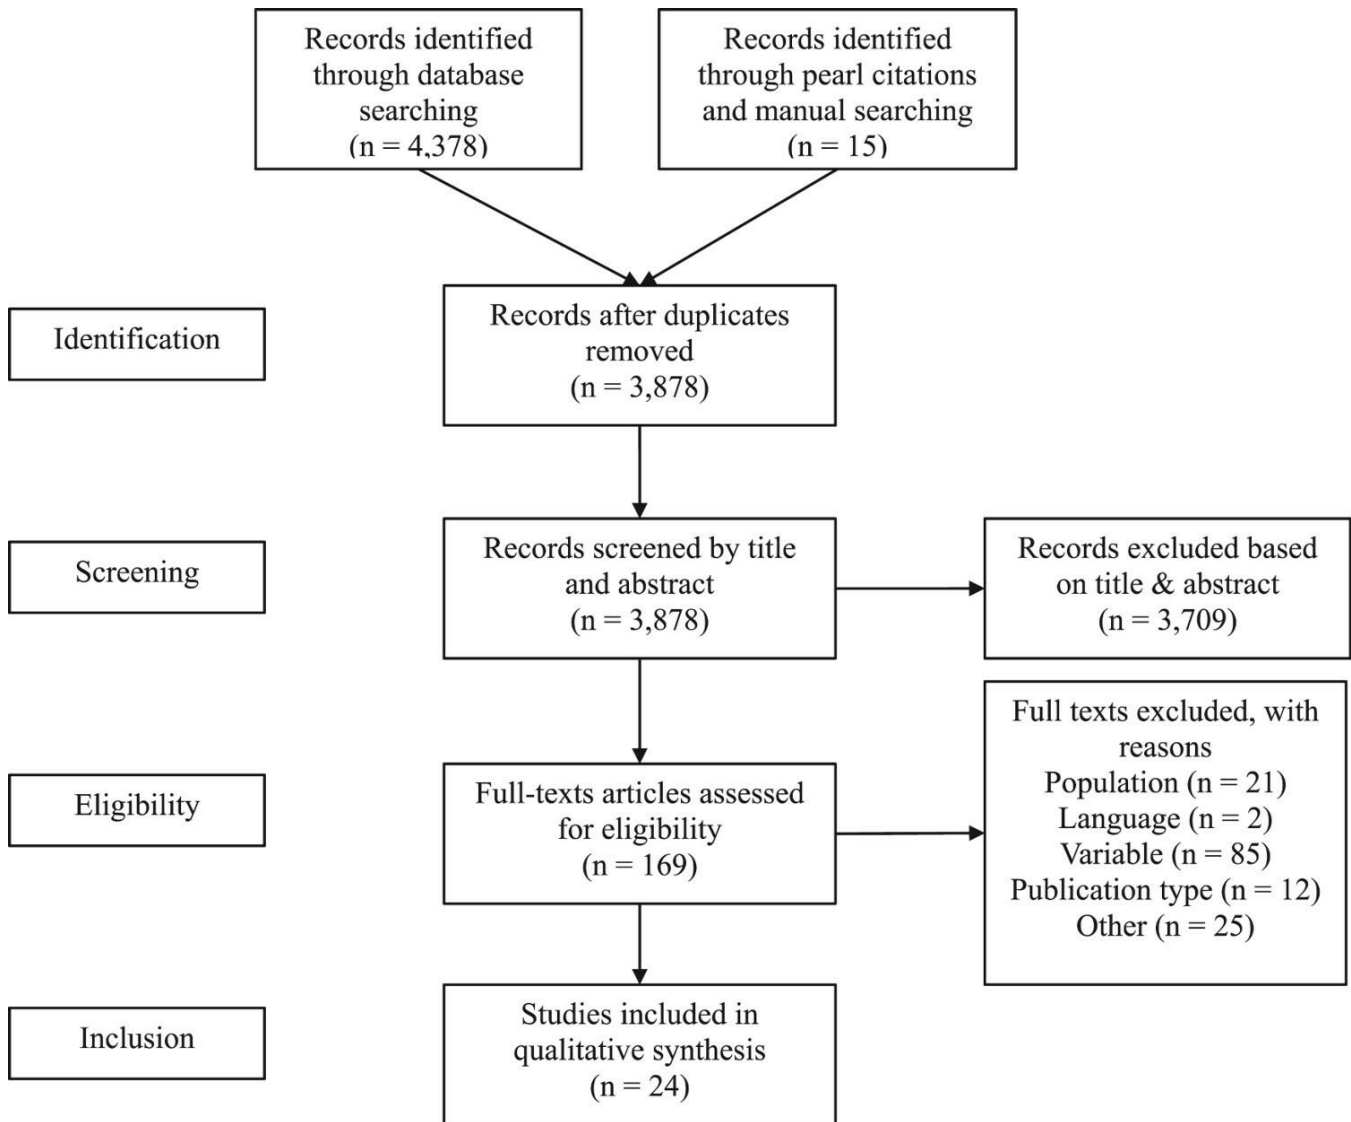 Records identified
through database
searching
(n = 4,378)
Records identified
through pearl citations
and manual searching
(n = 15)
Identification
Records after duplicates
removed
(n = 3,878)
Screening
Records screened by title
and abstract
(n = 3,878)
Records excluded based
on title & abstract
(n = 3,709)
Eligibility
Full-texts articles assessed
for eligibility
(n = 169)
Full texts excluded, with
reasons
Population (n = 21)
Language (n = 2)
Variable (n = 85)
Publication type (n = 12)
Other (n = 25)
Inclusion
Studies included in
qualitative synthesis
(n = 24)